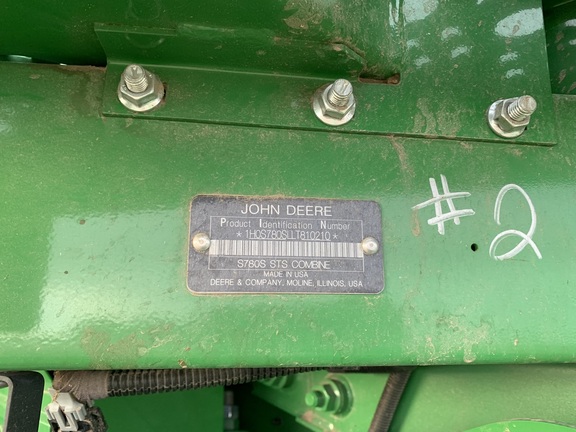 JOHN DEERE
Product Identification Number
*1H0S780SLLT810210*
S780S STS COMBINE
MADE IN USA
DEERE & COMPANY, MOLINE, ILLINOIS, USA
#2